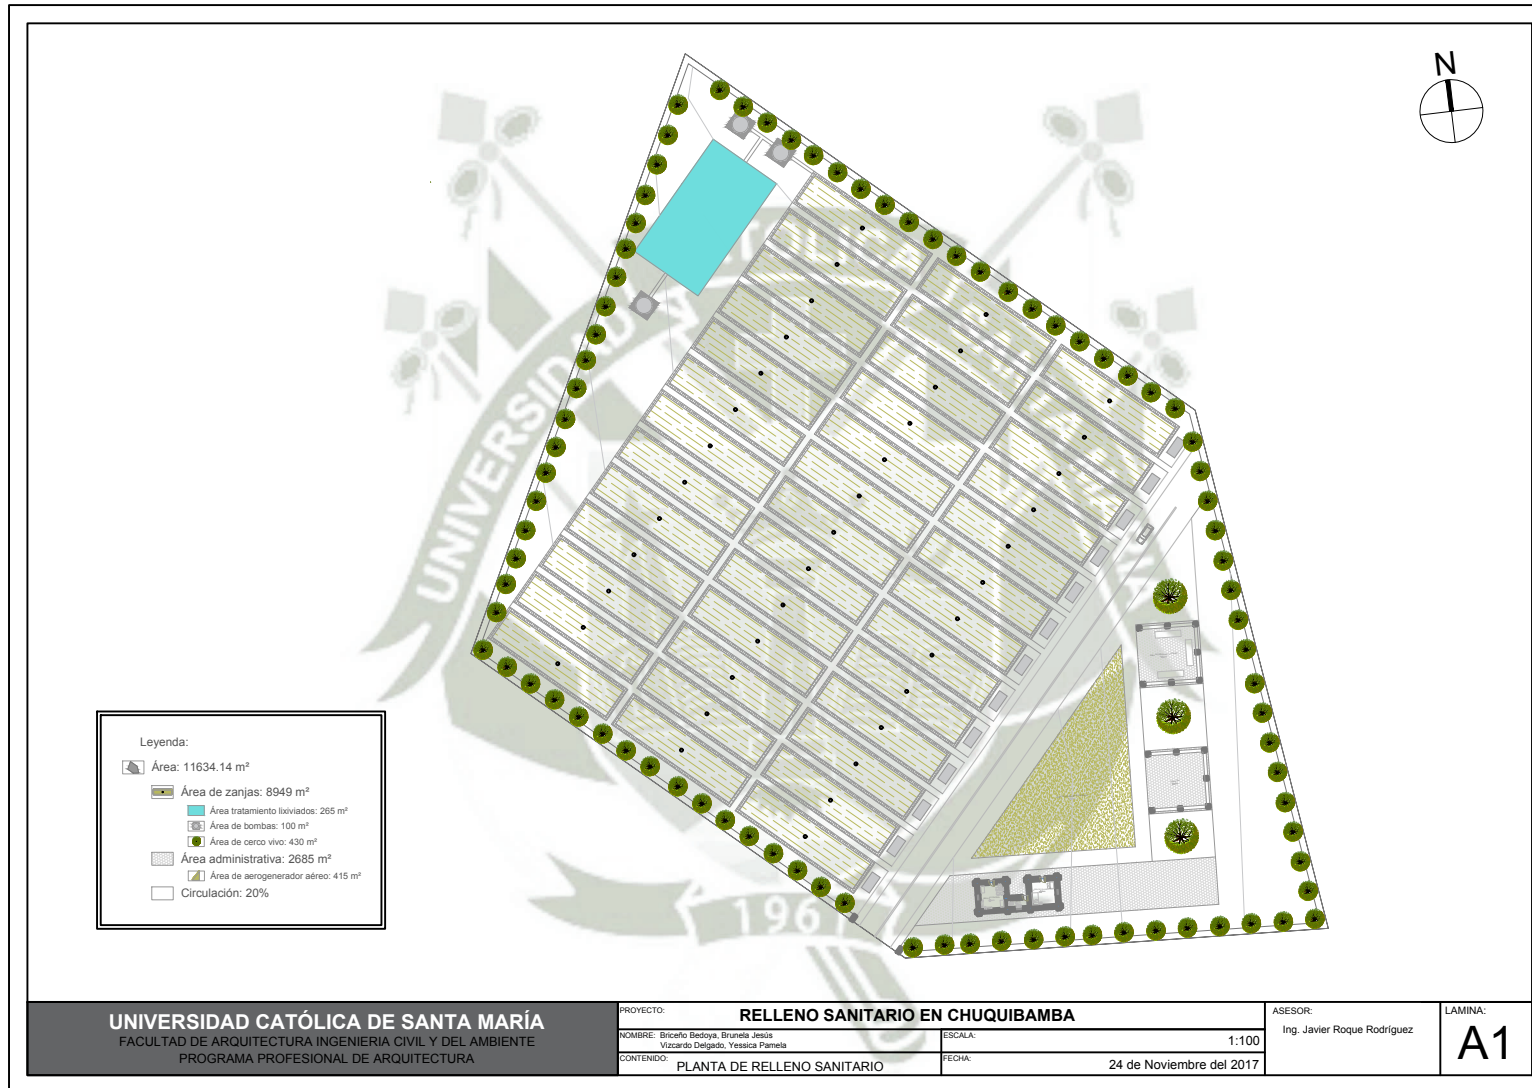 N
UNIVERSIDAD
1961
Leyenda:
Área: 11634.14 m²
Área de zanjas: 8949 m²
Área tratamiento lixiviados: 265 m²
Área de bombas: 100 m²
Área de cerco vivo: 430 m²
Área administrativa: 2685 m²
Área de aerogenerador aéreo: 415 m²
Circulación: 20%
UNIVERSIDAD CATÓLICA DE SANTA MARÍA
FACULTAD DE ARQUITECTURA INGENIERIA CIVIL Y DEL AMBIENTE
PROGRAMA PROFESIONAL DE ARQUITECTURA
PROYECTO: RELLENO SANITARIO EN CHUQUIBAMBA
NOMBRE: Briceño Bedoya, Brunela Jesús
Vizcardo Delgado, Yessica Pamela
ESCALA: 1:100
CONTENIDO: PLANTA DE RELLENO SANITARIO
FECHA: 24 de Noviembre del 2017
ASESOR:
Ing. Javier Roque Rodríguez
LAMINA:
A1